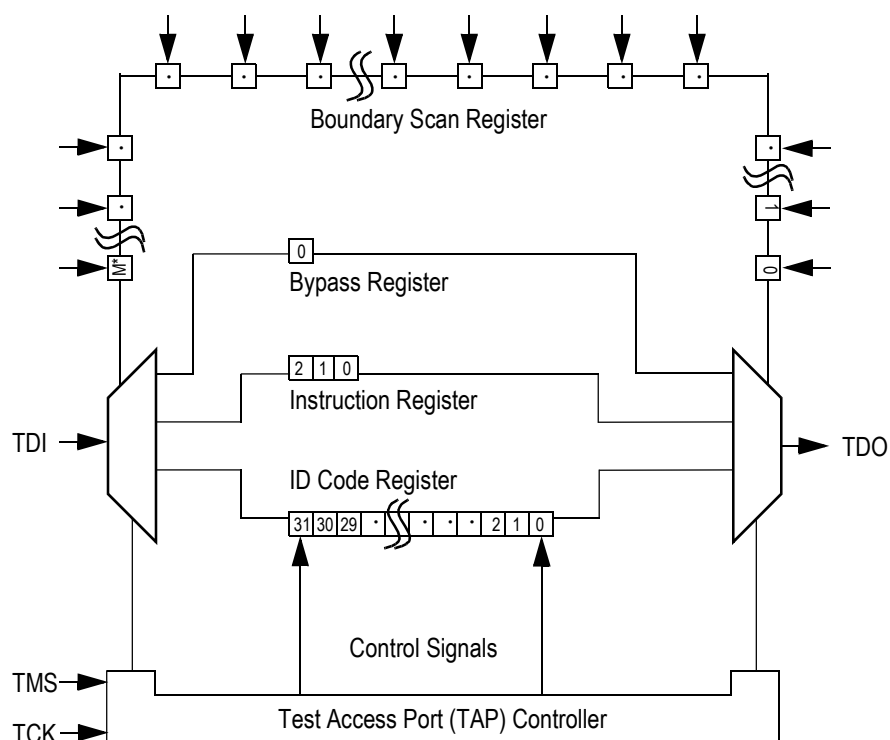 Boundary Scan Register
1
M*
0
0
Bypass Register
2 1 0
Instruction Register
TDI
TDO
ID Code Register
31 30 29 · · · · 2 1 0
Control Signals
TMS
Test Access Port (TAP) Controller
TCK